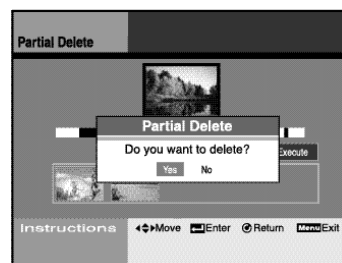 Partial Delete
Partial Delete
Do you want to delete?
Yes No
Execute
Instructions Move Enter Return Menu Exit